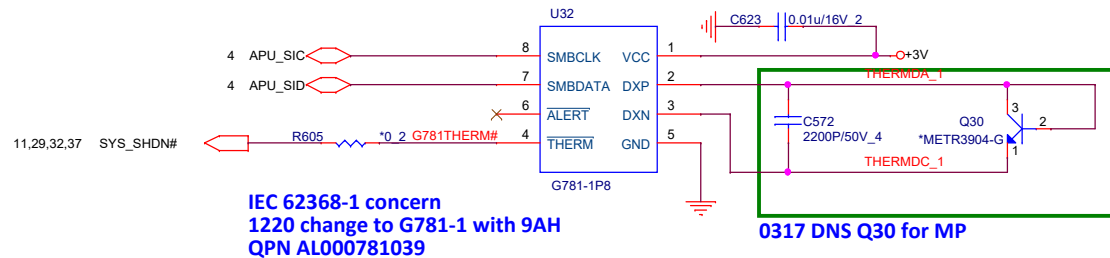 U32
C623
0.01u/16V_2
4 APU_SIC
8
SMBCLK
VCC
1
+3V
4 APU_SID
7
SMBDATA
DXP
2
THERMDA_1
6
ALERT
DXN
3
C572
2200P/50V_4
3
Q30
2
*METR3904-G
1
11,29,32,37 SYS_SHDN#
R605
*0_2
G781THERM#
4
THERM
GND
5
THERMDC_1
G781-1P8
IEC 62368-1 concern
1220 change to G781-1 with 9AH
QPN AL000781039
0317 DNS Q30 for MP